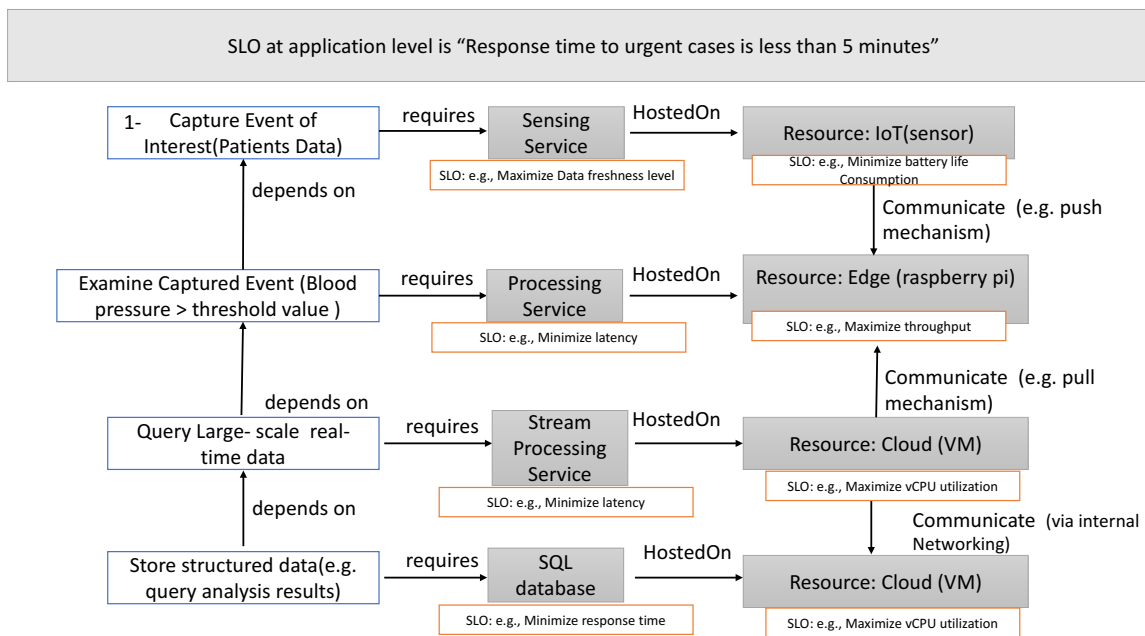 SLO at application level is “Response time to urgent cases is less than 5 minutes”
1- Capture Event of
Interest(Patients Data)
requires
Sensing
Service
SLO: e.g., Maximize Data freshness level
HostedOn
Resource: IoT(sensor)
SLO: e.g., Minimize battery life
Consumption
depends on
Communicate (e.g. push
mechanism)
Examine Captured Event (Blood
pressure > threshold value )
requires
Processing
Service
SLO: e.g., Minimize latency
HostedOn
Resource: Edge (raspberry pi)
SLO: e.g., Maximize throughput
depends on
Communicate (e.g. pull
mechanism)
Query Large- scale real-
time data
requires
Stream
Processing
Service
SLO: e.g., Minimize latency
HostedOn
Resource: Cloud (VM)
SLO: e.g., Maximize vCPU utilization
depends on
Communicate (via internal
Networking)
Store structured data(e.g.
query analysis results)
requires
SQL
database
SLO: e.g., Minimize response time
HostedOn
Resource: Cloud (VM)
SLO: e.g., Maximize vCPU utilization